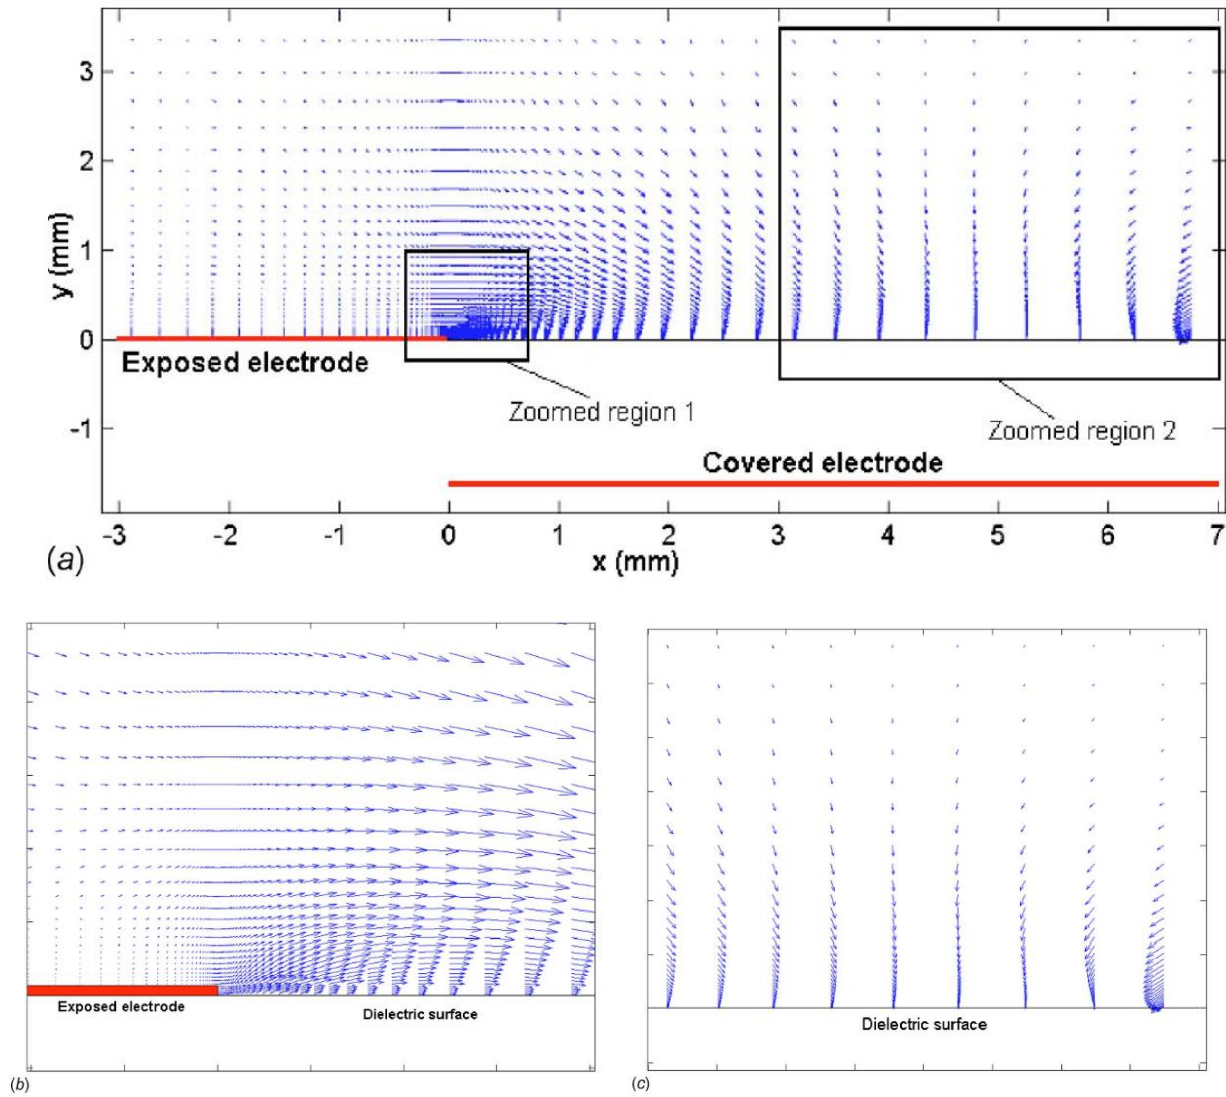 3
2
1
0
-1
y (mm)
Exposed electrode
Zoomed region 1
Zoomed region 2
Covered electrode
-3 -2 -1 0 1 2 3 4 5 6 7
x (mm)
(a)
Exposed electrode
Dielectric surface
(b)
Dielectric surface
(c)